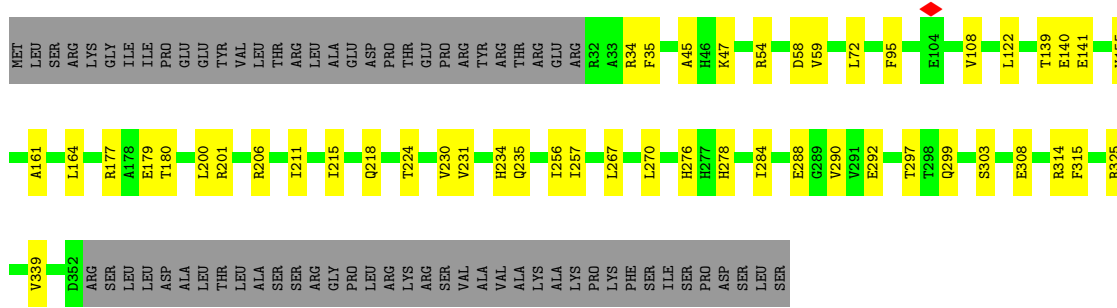 MET LEU SER ARG LYS GLY ILE ILE PRO GLU GLU TYR VAL LEU THR ARG LEU ALA GLU ASP PRO THR GLU PRO ARG TYR ARG THR ARG GLU ARG R32 A33 R34 F35 A45 H46 K47 R54 D58 V59 L72 F95 E104 V108 L122 T139 E140 E141
A161 L164 R177 A178 E179 T180 L200 R201 R206 I211 I215 Q218 T224 V230 V231 H234 Q235 I256 I257 L267 L270 H276 H277 H278 I284 E288 G289 V290 V291 E292 T297 T298 Q299 S303 E308 R314 F315 R325
V339 D352 ARG SER LEU LEU ASP ALA LEU THR LEU ALA SER SER ARG GLY PRO LEU ARG LYS ARG SER VAL ALA VAL ALA LYS ALA LYS PRO PRO PHE SER ILE SER PRO ASP SER LEU SER